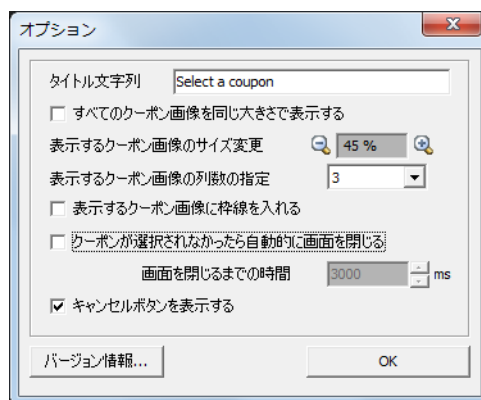 オプション
タイトル文字列 Select a coupon
すべてのクーポン画像を同じ大きさで表示する
表示するクーポン画像のサイズ変更 45 %
表示するクーポン画像の列数の指定 3
表示するクーポン画像に枠線を入れる
クーポンが選択されなかったら自動的に画面を閉じる
画面を閉じるまでの時間 3000 ms
キャンセルボタンを表示する
バージョン情報... OK